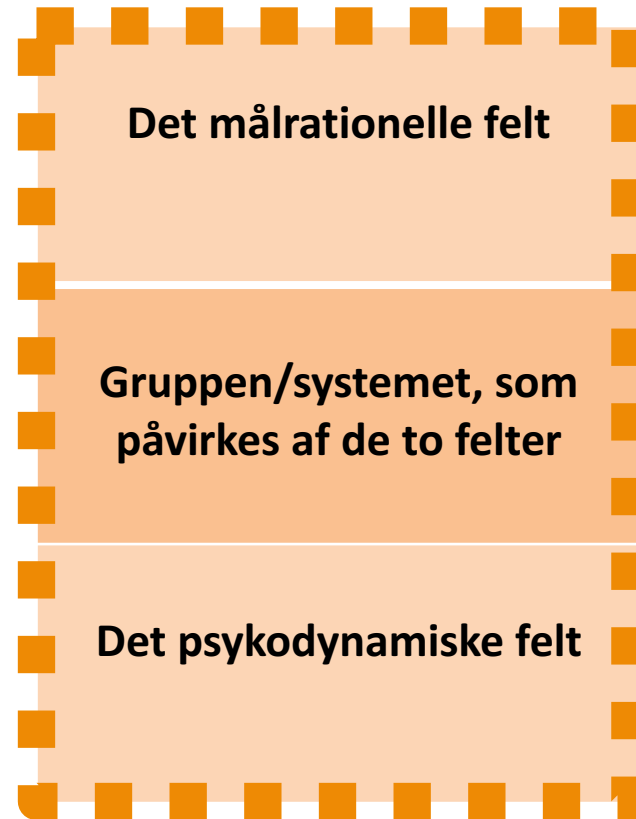 Det målrationelle felt
Gruppen/systemet, som
påvirkes af de to felter
Det psykodynamiske felt